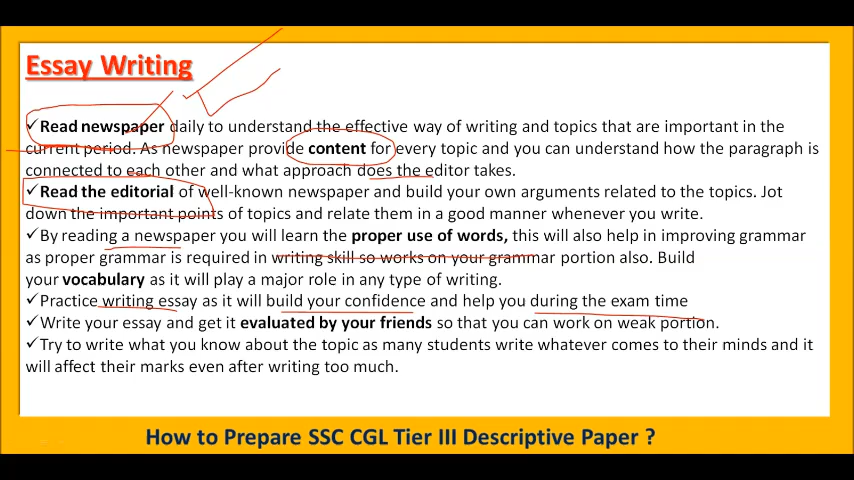 Essay Writing
✓Read newspaper daily to understand the effective way of writing and topics that are important in the
current period. As newspaper provide content for every topic and you can understand how the paragraph is
connected to each other and what approach does the editor takes.
✓Read the editorial of well-known newspaper and build your own arguments related to the topics. Jot
down the important points of topics and relate them in a good manner whenever you write.
✓By reading a newspaper you will learn the proper use of words, this will also help in improving grammar
as proper grammar is required in writing skill so works on your grammar portion also. Build
your vocabulary as it will play a major role in any type of writing.
✓Practice writing essay as it will build your confidence and help you during the exam time
✓Write your essay and get it evaluated by your friends so that you can work on weak portion.
✓Try to write what you know about the topic as many students write whatever comes to their minds and it
will affect their marks even after writing too much.
How to Prepare SSC CGL Tier III Descriptive Paper ?